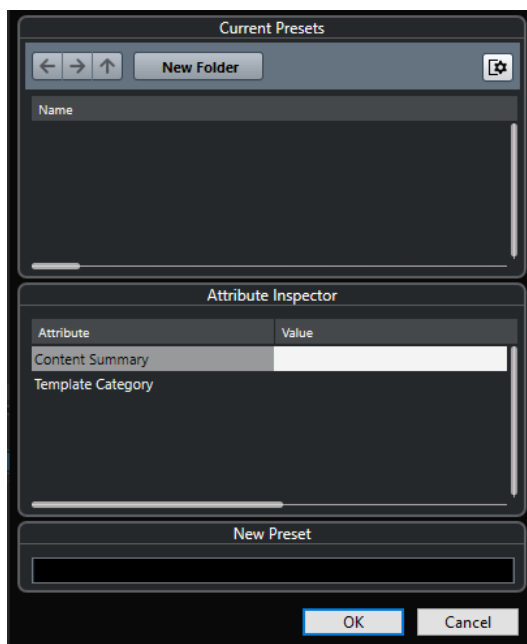 Current Presets
New Folder
Name
Attribute Inspector
Attribute Value
Content Summary
Template Category
New Preset
OK Cancel